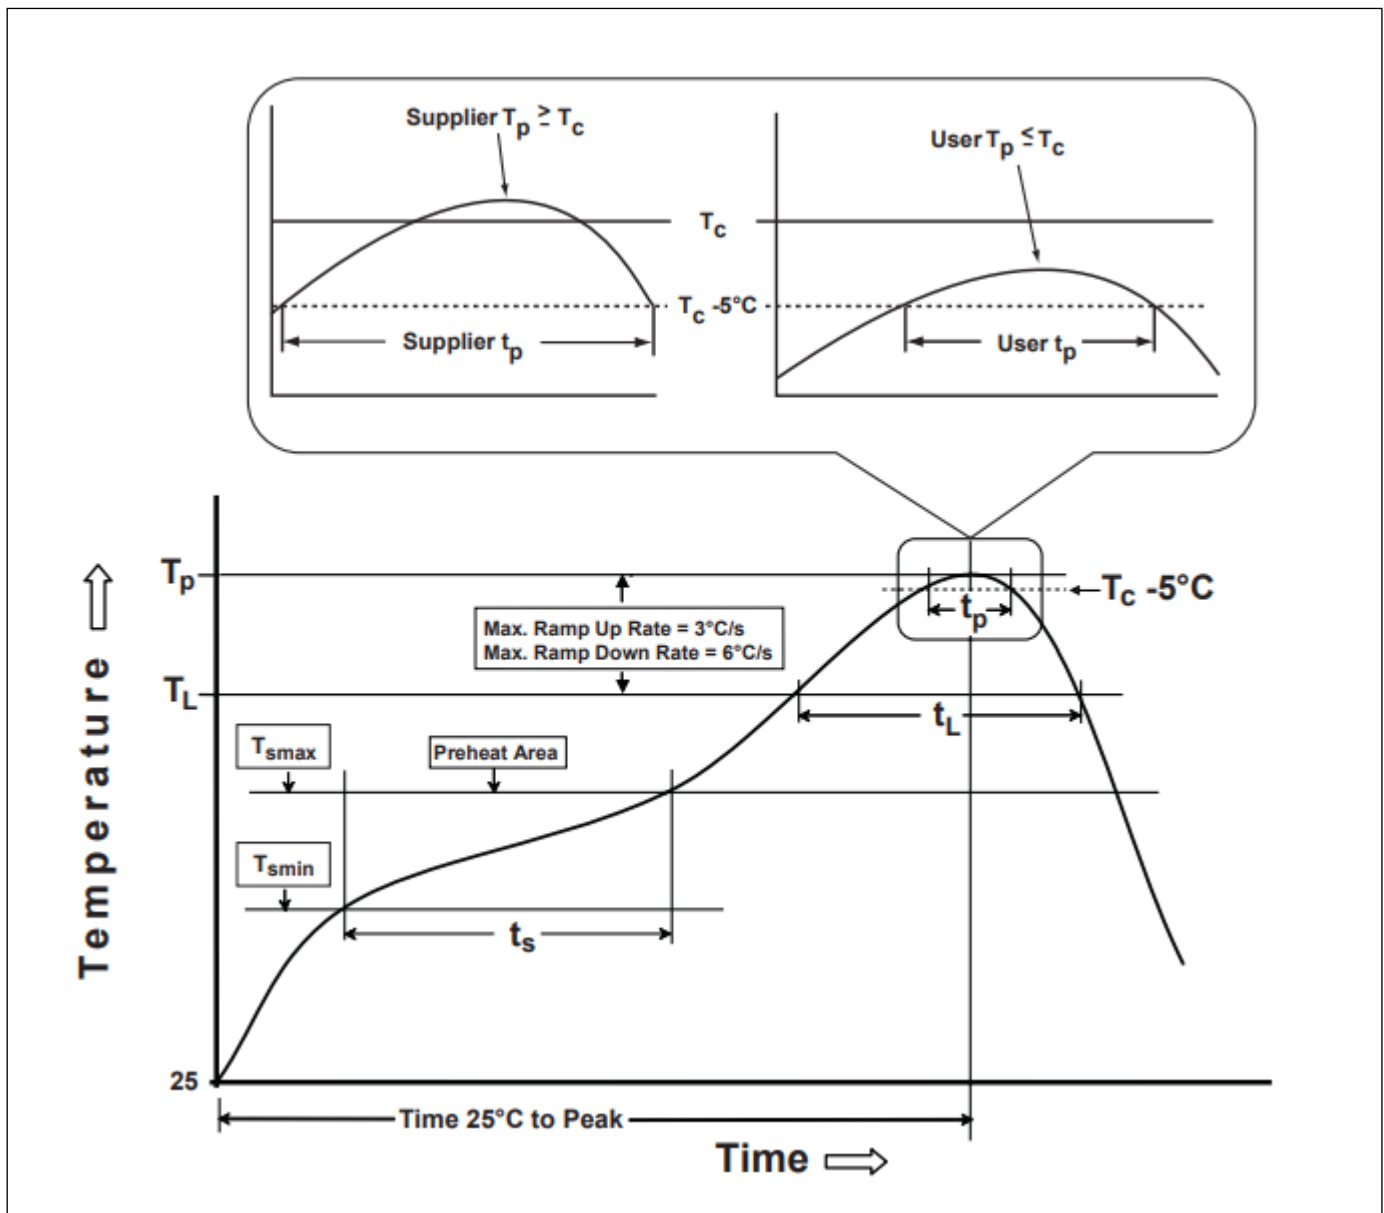 Supplier Tp ≥ Tc
User Tp ≤ Tc
Tc
Tc -5°C
Supplier tp
User tp
Tp
Tc -5°C
tp
Max. Ramp Up Rate = 3°C/s
Max. Ramp Down Rate = 6°C/s
TL
tL
Tsmax
Preheat Area
Tsmin
ts
Temperature
25
Time 25°C to Peak
Time